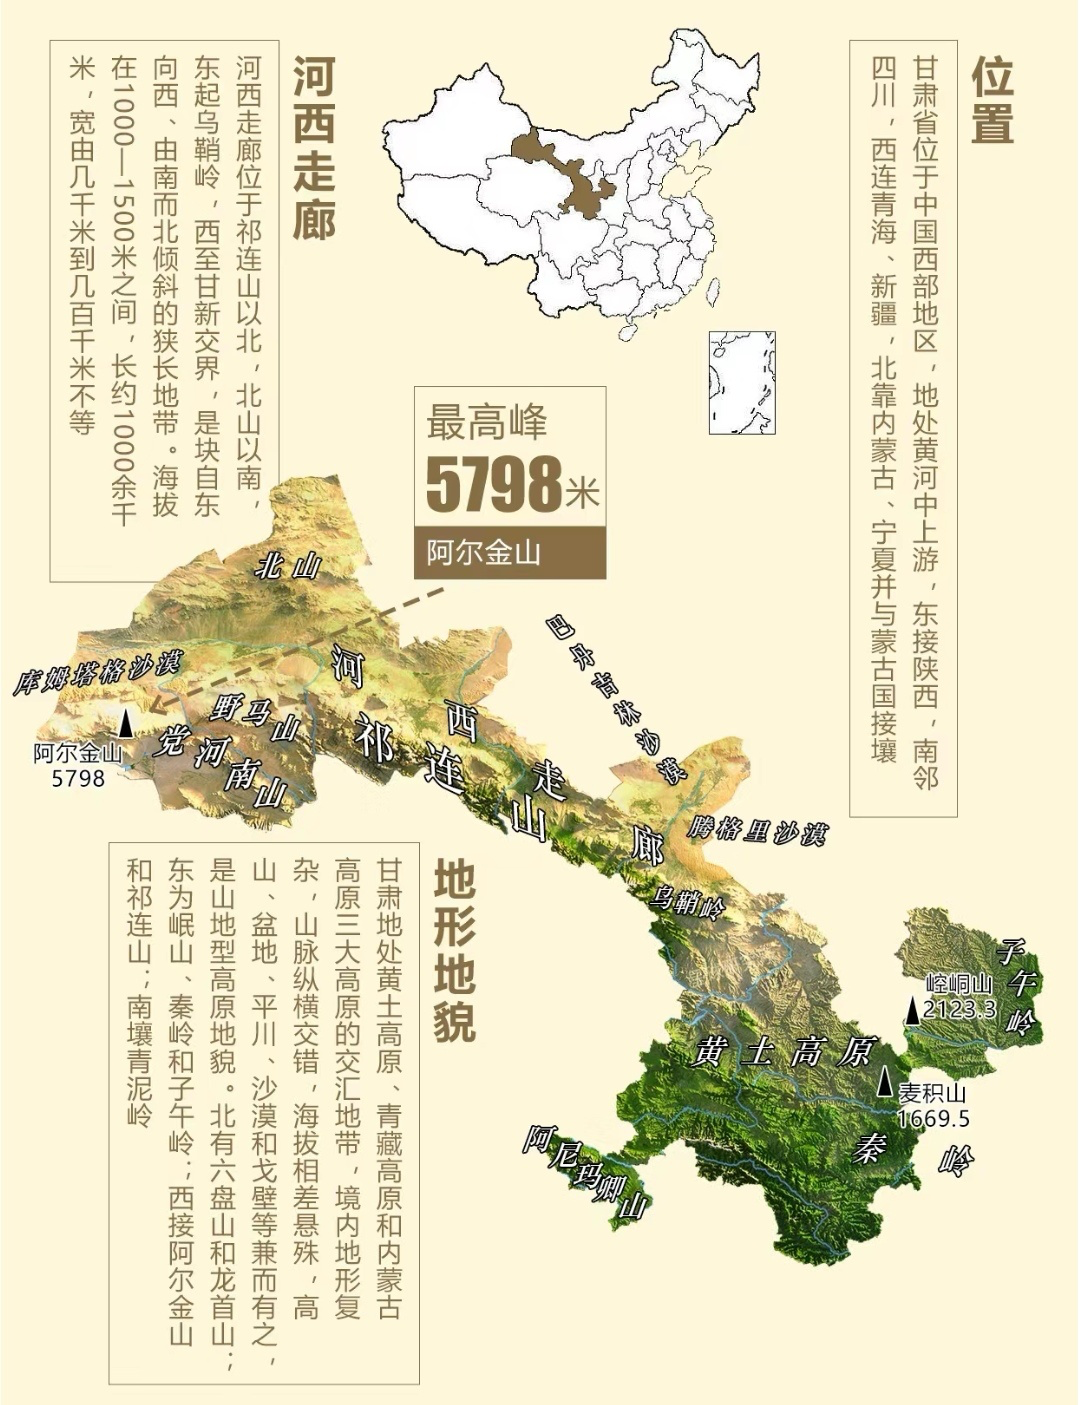 位置
甘肃省位于中国西部地区，地处黄河中上游，东接陕西，南邻
四川，西连青海、新疆，北靠内蒙古、宁夏并与蒙古国接壤
河西走廊
河西走廊位于祁连山以北，北山以南，
东起乌鞘岭，西至甘新交界，是块自东
向西、由南而北倾斜的狭长地带。海拔
在1000—1500米之间，长约1000余千
米，宽由几千米到几百千米不等
最高峰
5798米
阿尔金山
北山
巴丹吉林沙漠
库姆塔格沙漠
河西走廊
野马山
祁连山
党河南山
阿尔金山
5798
腾格里沙漠
乌鞘岭
子午岭
崆峒山
2123.3
黄土高原
麦积山
1669.5
秦岭
阿尼玛卿山
地形地貌
甘肃地处黄土高原、青藏高原和内蒙古
高原三大高原的交汇地带，境内地形复
杂，山脉纵横交错，海拔相差悬殊，高
山、盆地、平川、沙漠和戈壁等兼而有之，
是山地型高原地貌。北有六盘山和龙首山；
东为岷山、秦岭和子午岭；西接阿尔金山
和祁连山；南壤青泥岭